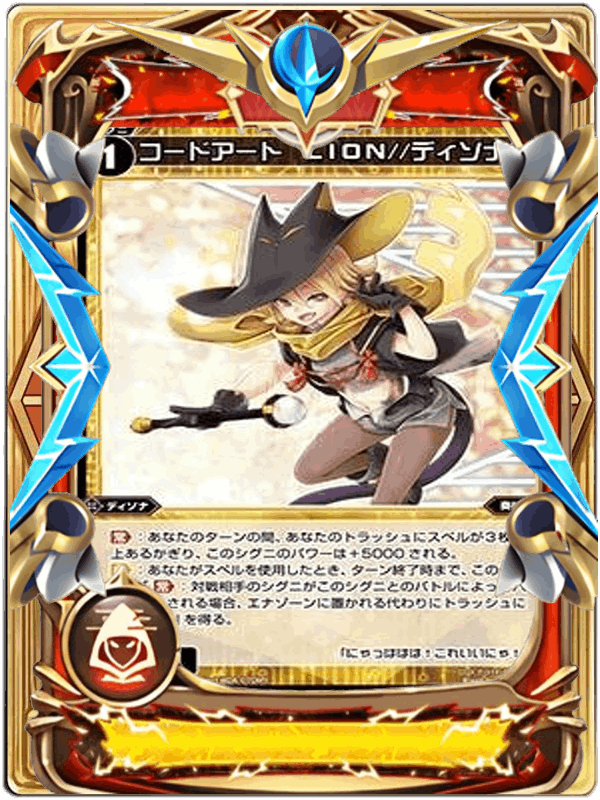 1 コードアート LION//ディソナ
ディソナ
常:あなたのターンの間、あなたのトラッシュにスペルが3枚
上あるかぎり、このシグニのパワーは+5000される。
:あなたがスペルを使用したとき、ターン終了時まで、この
常:対戦相手のシグニがこのシグニとのバトルによっ
される場合、エナゾーンに置かれる代わりにトラッシュに
を得る。
「にゃっははは!これいいにゃ!